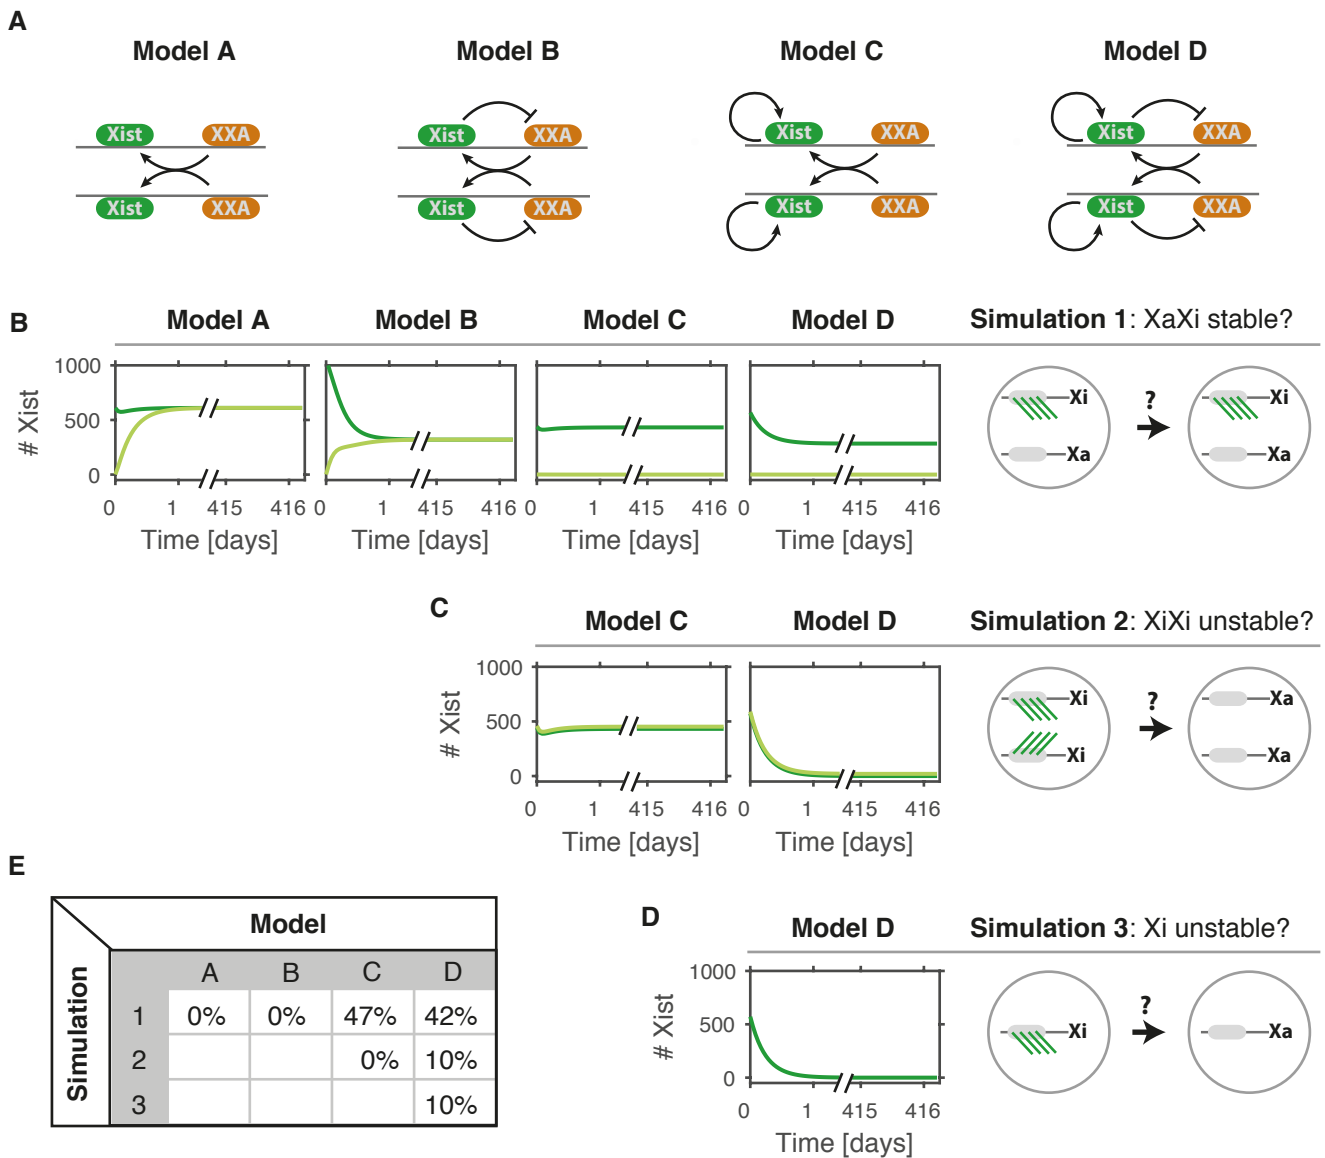 A
Model A
Model B
Model C
Model D
Xist XXA Xist XXA Xist XXA Xist XXA
Xist XXA Xist XXA Xist XXA Xist XXA
B
Model A
Model B
Model C
Model D
Simulation 1: XaXi stable?
# Xist
1000
500
0
0 1 415 416
Time [days]
0 1 415 416
Time [days]
0 1 415 416
Time [days]
0 1 415 416
Time [days]
Xi ? Xi
Xa Xa
C
Model C
Model D
Simulation 2: XiXi unstable?
# Xist
1000
500
0
0 1 415 416
Time [days]
0 1 415 416
Time [days]
Xi ? Xa
Xi Xa
E
Model
Simulation
A B C D
1 0% 0% 47% 42%
2 0% 10%
3 10%
D
Model D
Simulation 3: Xi unstable?
# Xist
1000
500
0
0 1 415 416
Time [days]
Xi ? Xa